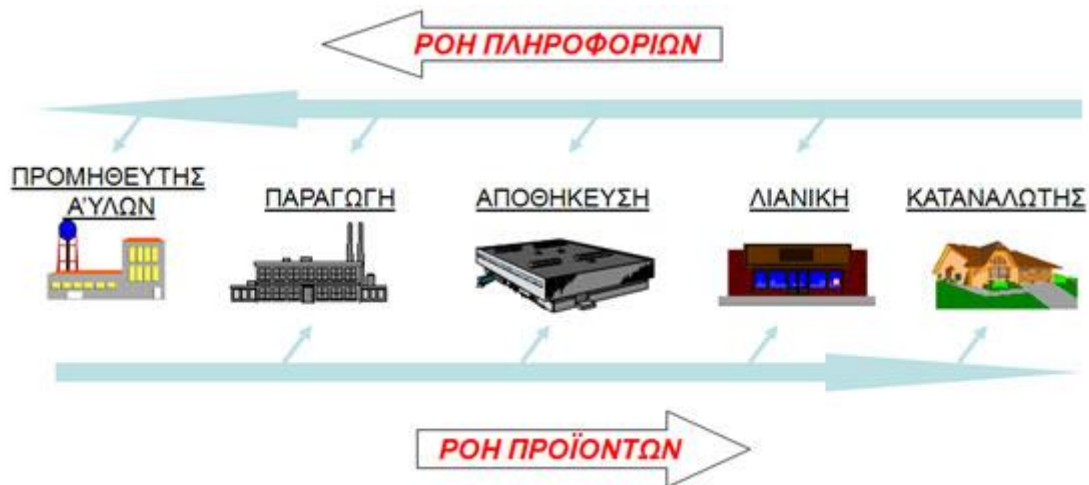 ΡΟΗ ΠΛΗΡΟΦΟΡΙΩΝ
ΠΡΟΜΗΘΕΥΤΗΣ
Α'ΥΛΩΝ
ΠΑΡΑΓΩΓΗ
ΑΠΟΘΗΚΕΥΣΗ
ΛΙΑΝΙΚΗ
ΚΑΤΑΝΑΛΩΤΗΣ
ΡΟΗ ΠΡΟΪΟΝΤΩΝ